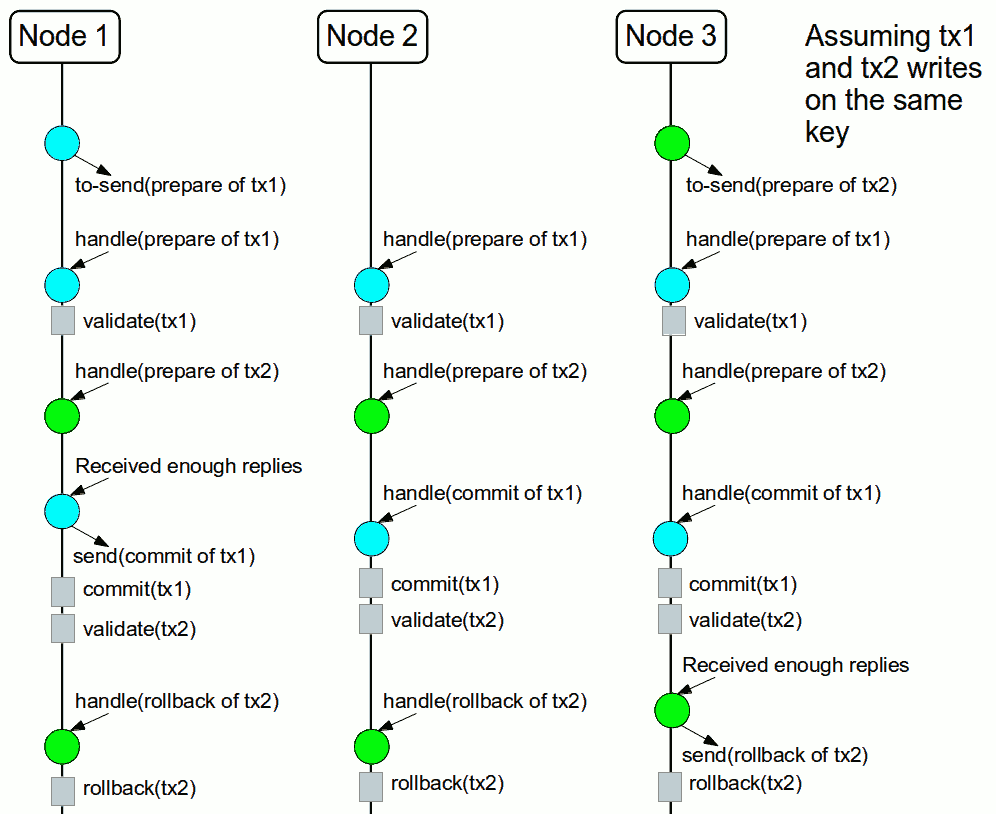 Node 1
Node 2
Node 3
Assuming tx1
and tx2 writes
on the same
key
to-send(prepare of tx1)
to-send(prepare of tx2)
handle(prepare of tx1)
handle(prepare of tx1)
handle(prepare of tx1)
validate(tx1)
validate(tx1)
validate(tx1)
handle(prepare of tx2)
handle(prepare of tx2)
handle(prepare of tx2)
Received enough replies
handle(commit of tx1)
handle(commit of tx1)
send(commit of tx1)
commit(tx1)
commit(tx1)
commit(tx1)
validate(tx2)
validate(tx2)
validate(tx2)
Received enough replies
handle(rollback of tx2)
handle(rollback of tx2)
send(rollback of tx2)
rollback(tx2)
rollback(tx2)
rollback(tx2)